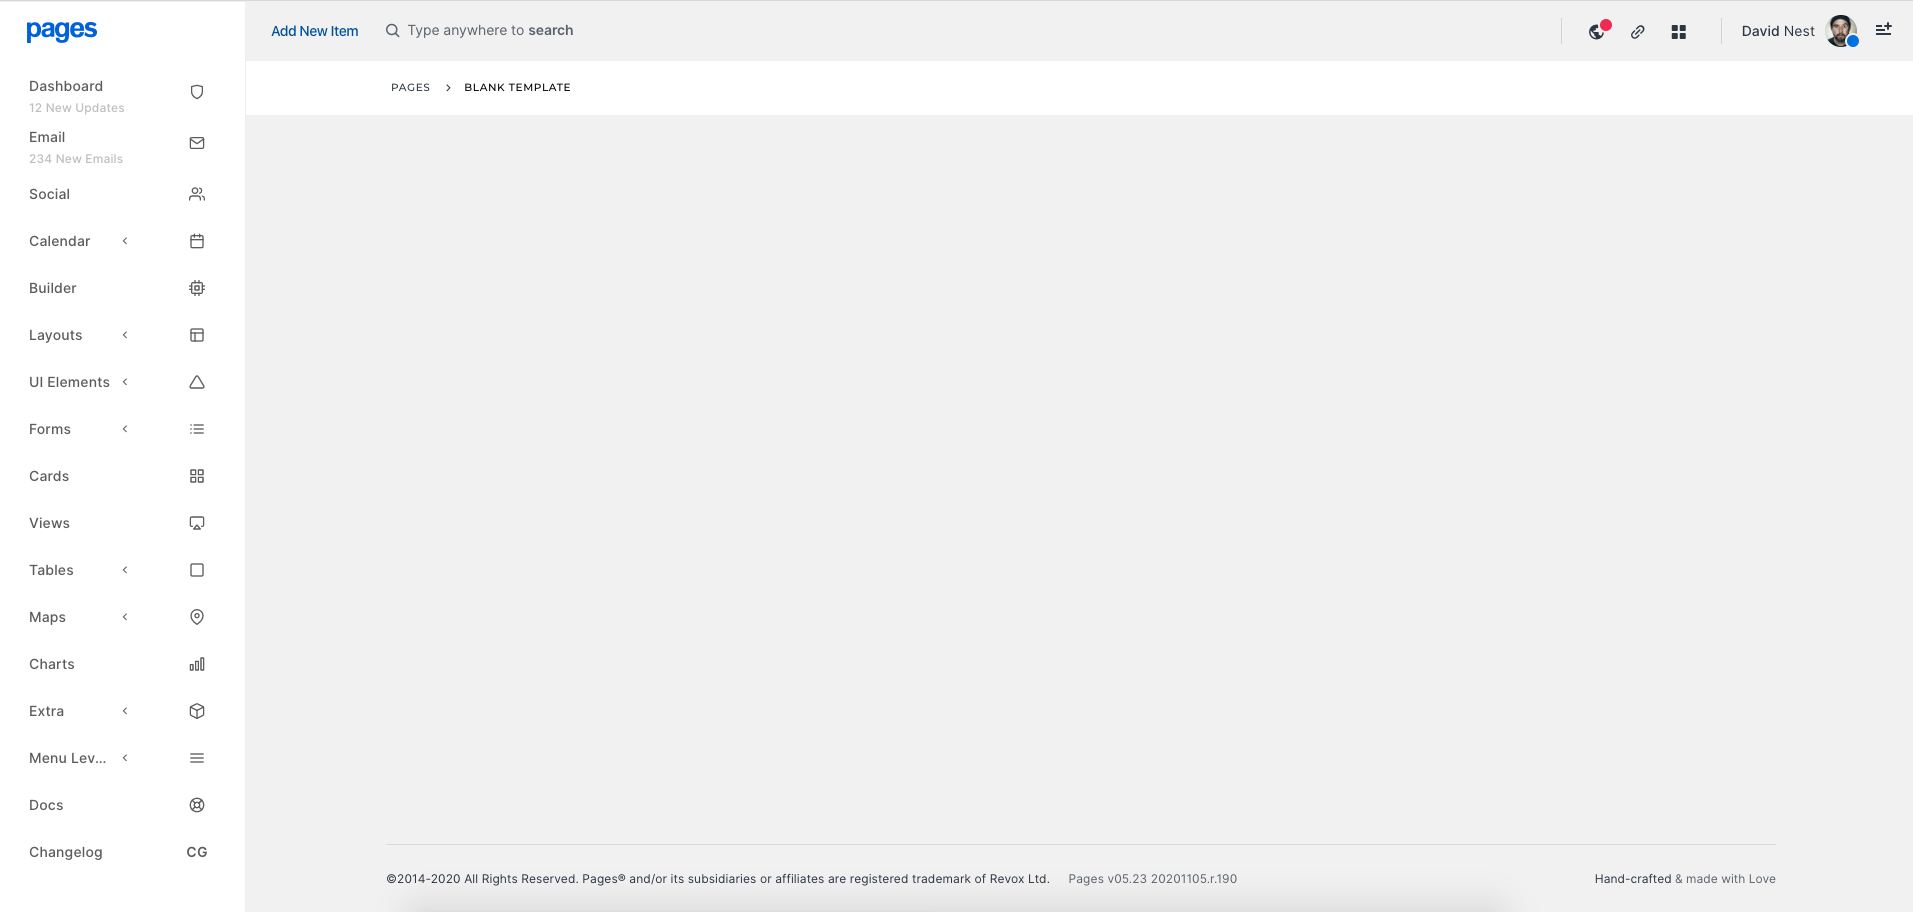 pages
Add New Item
Type anywhere to search
David Nest
PAGES
BLANK TEMPLATE
Dashboard
12 New Updates
Email
234 New Emails
Social
Calendar
Builder
Layouts
UI Elements
Forms
Cards
Views
Tables
Maps
Charts
Extra
Menu Lev...
Docs
Changelog
CG
©2014-2020 All Rights Reserved. Pages® and/or its subsidiaries or affiliates are registered trademark of Revox Ltd.
Pages v05.23 20201105.r.190
Hand-crafted & made with Love